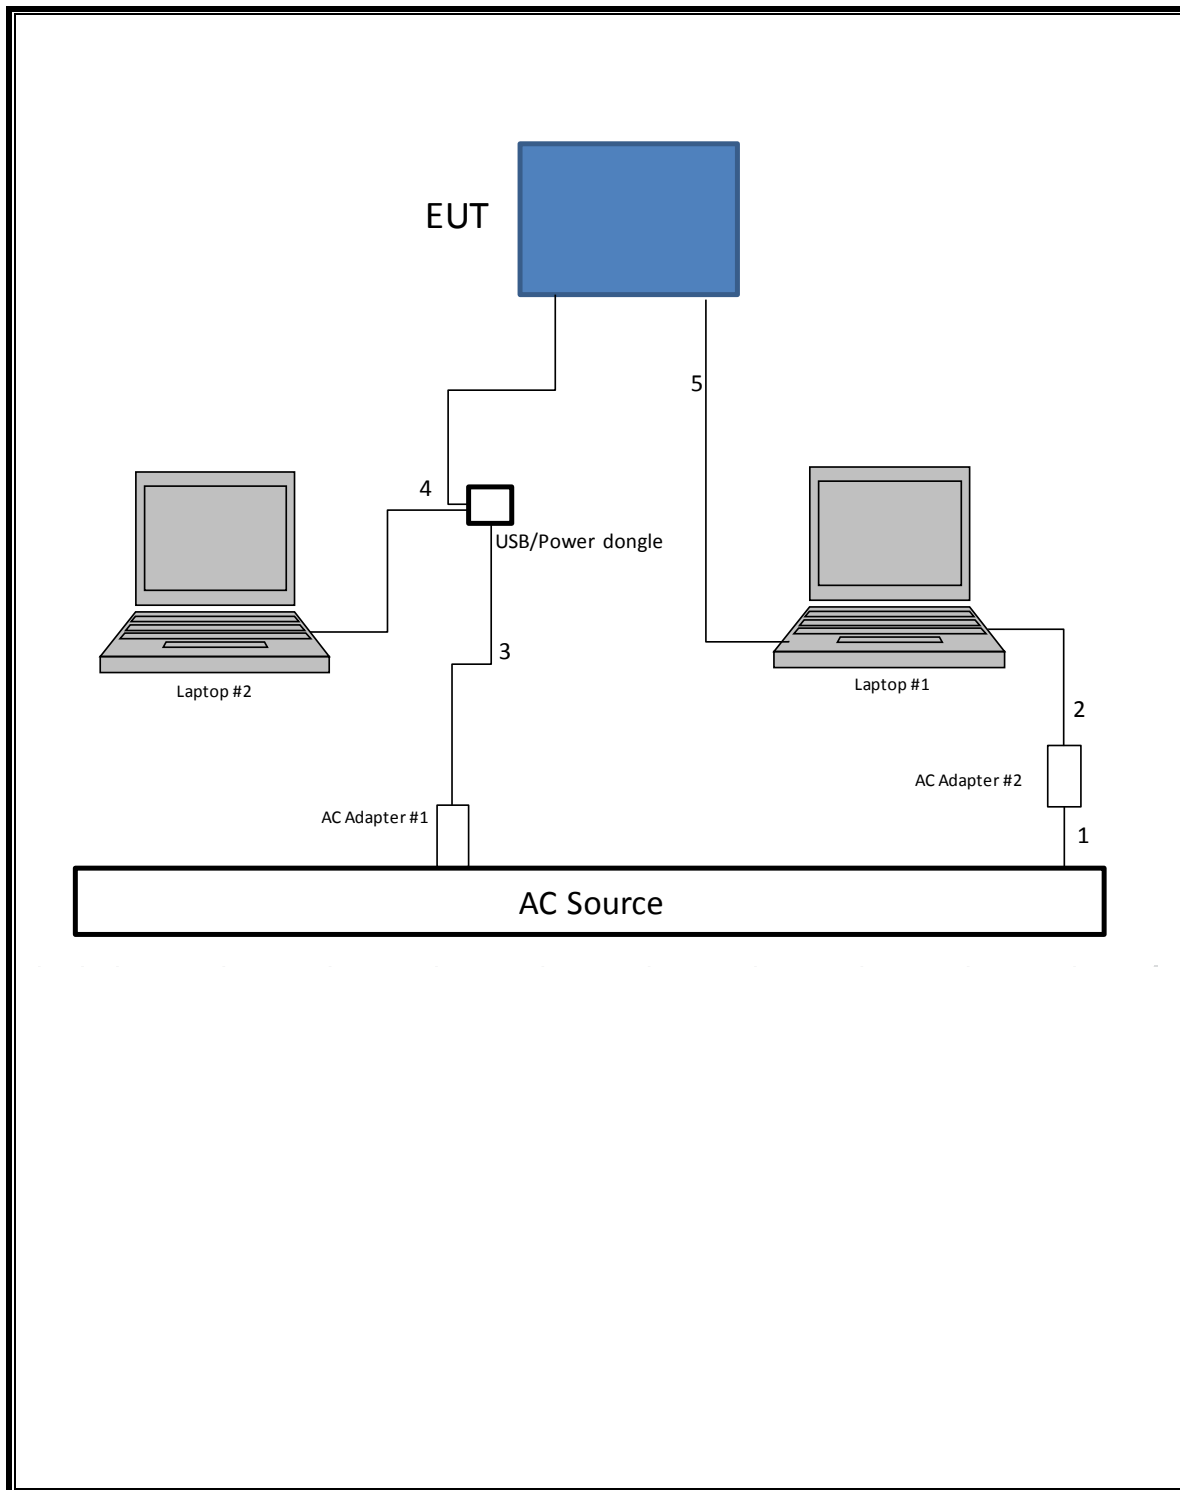 EUT
5
4
USB/Power dongle
3
Laptop #2
Laptop #1
2
AC Adapter #2
AC Adapter #1
1
AC Source